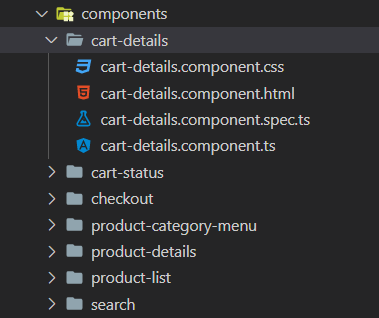 components
cart-details
cart-details.component.css
cart-details.component.html
cart-details.component.spec.ts
cart-details.component.ts
cart-status
checkout
product-category-menu
product-details
product-list
search